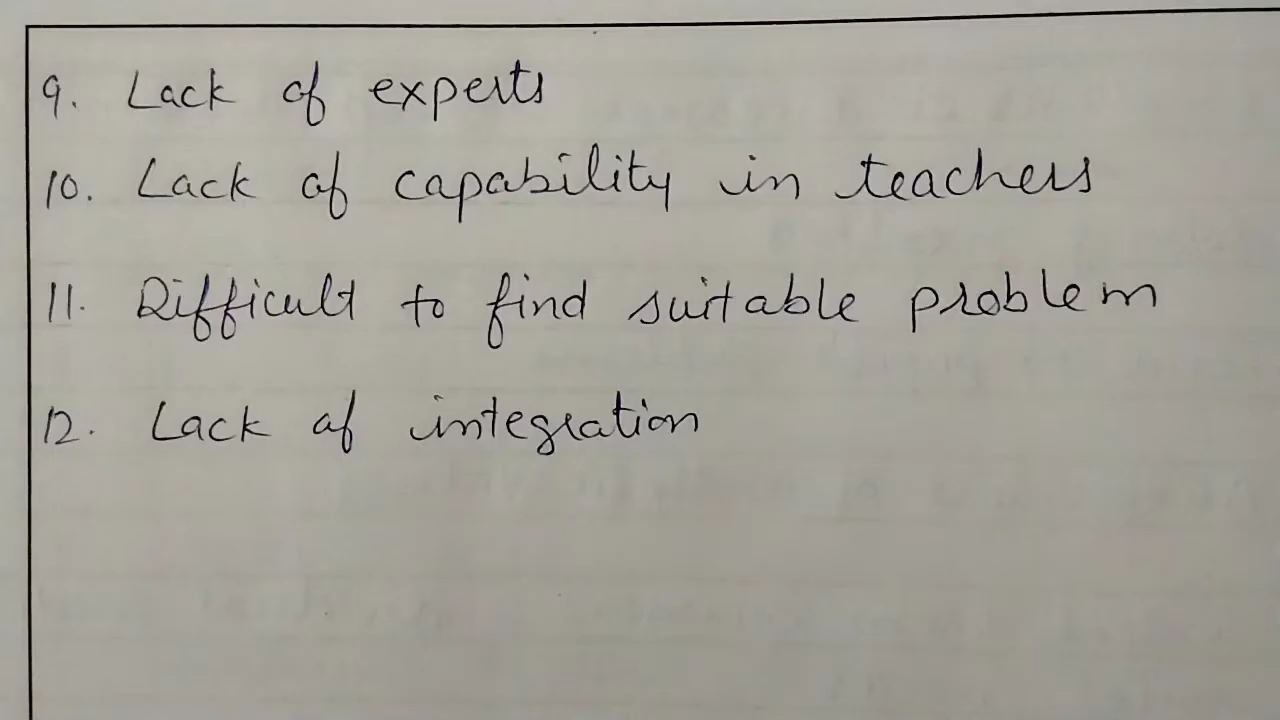 9. Lack of experts
10. Lack of capability in teachers
11. Difficult to find suitable problem
12. Lack of integration